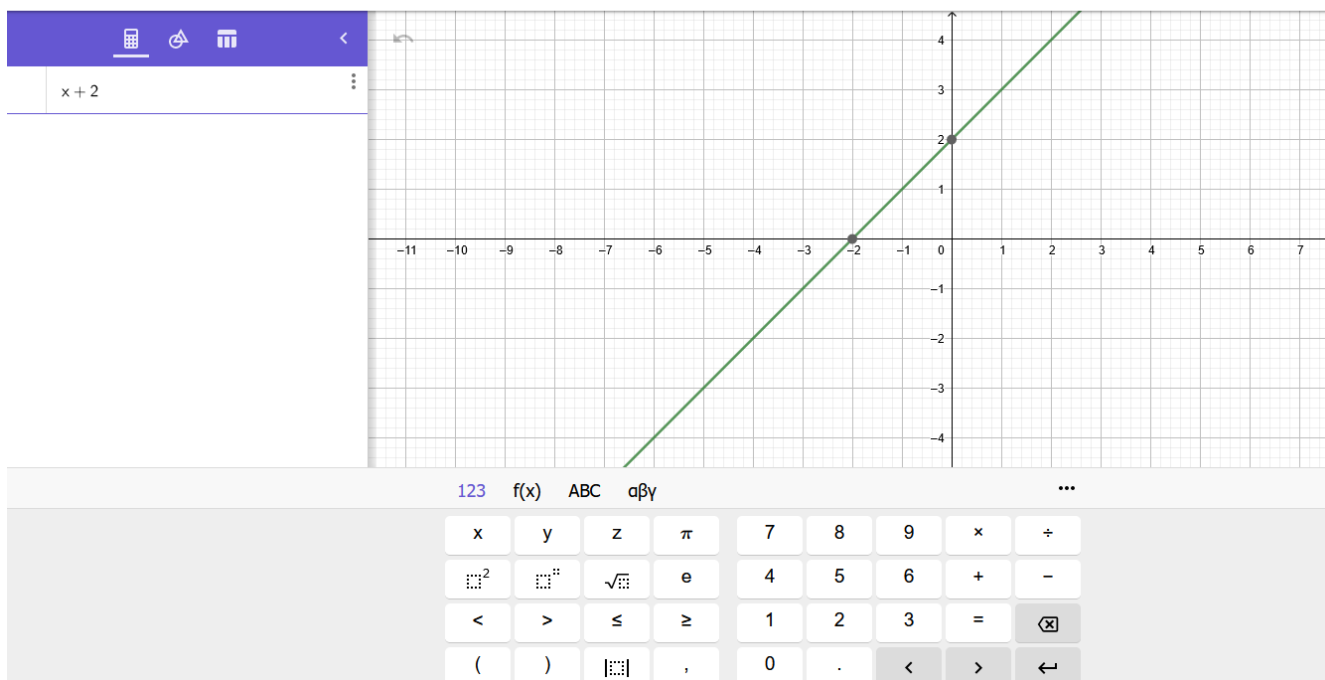 x + 2
4
3
2
1
–11 –10 –9 –8 –7 –6 –5 –4 –3 –2 –1 0 1 2 3 4 5 6 7
–1
–2
–3
–4
123 f(x) ABC αβγ
x y z π 7 8 9 × ÷
2 √ e 4 5 6 + −
< > ≤ ≥ 1 2 3 =
( ) | | , 0 . < >